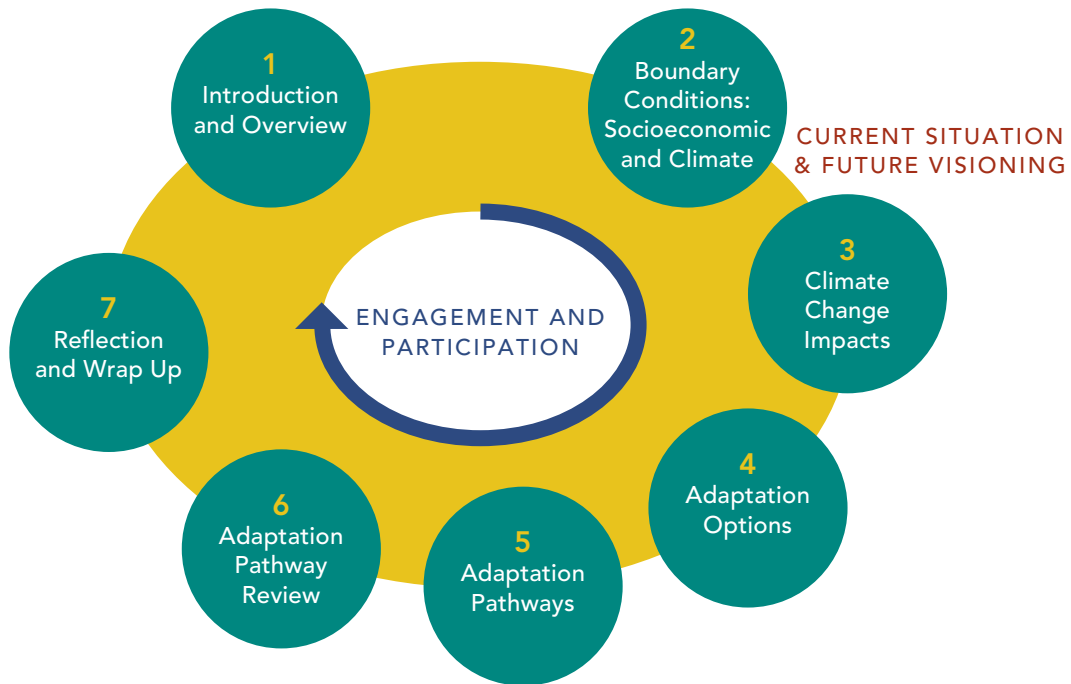 1
Introduction
and Overview
2
Boundary
Conditions:
Socioeconomic
and Climate
CURRENT SITUATION
& FUTURE VISIONING
3
Climate
Change
Impacts
4
Adaptation
Options
5
Adaptation
Pathways
6
Adaptation
Pathway
Review
7
Reflection
and Wrap Up
ENGAGEMENT AND
PARTICIPATION